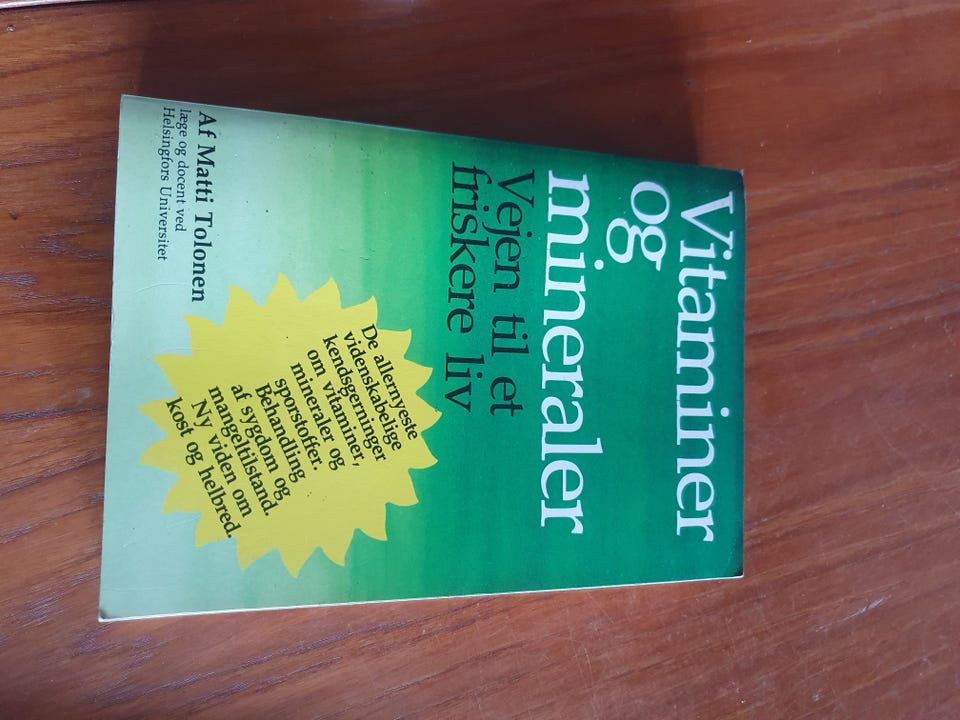 Vitaminer
og
mineraler
Vejen til et
friskere liv
De allernyeste
videnskabelige
kendsgerninger
om vitaminer,
mineraler og
sporstoffer.
Behandling
af sygdom og
mangeltilstand.
Ny viden om
kost og helbred.
Af Matti Tolonen
læge og docent ved
Helsingfors Universitet